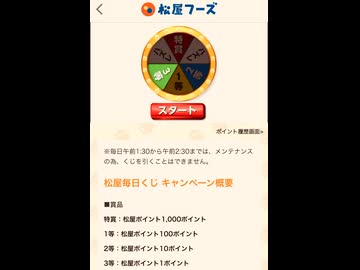 松屋フーズ
特賞
クズレ
2等
1等
3等
クズレ
スタート
ポイント履歴画面»
※毎日午前1:30から午前2:30までは、メンテナンス
の為、くじを引くことはできません。
松屋毎日くじ キャンペーン概要
■賞品
特賞：松屋ポイント1,000ポイント
1等：松屋ポイント100ポイント
2等：松屋ポイント10ポイント
3等：松屋ポイント1ポイント